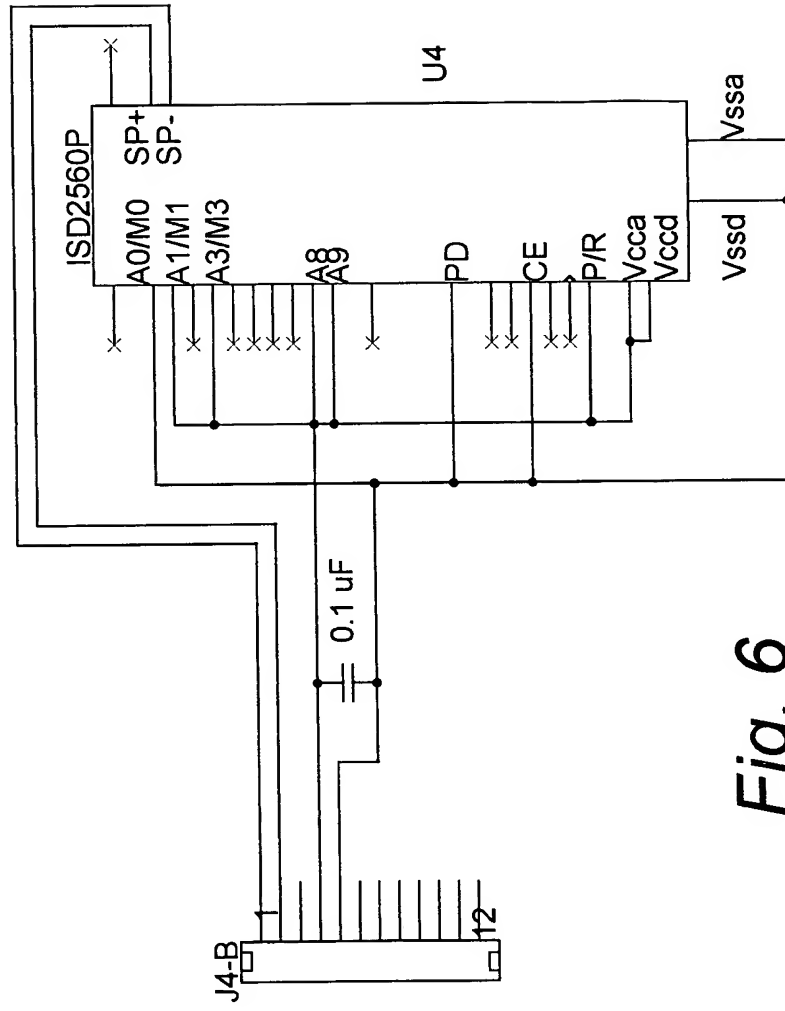 ISD2560P
A0/M0
SP+
A1/M1
SP-
A3/M3
U4
A8
A9
PD
CE
P/R
Vcca
Vccd
Vssd
Vssa
0.1 uF
J4-B
1
12
Fig. 6